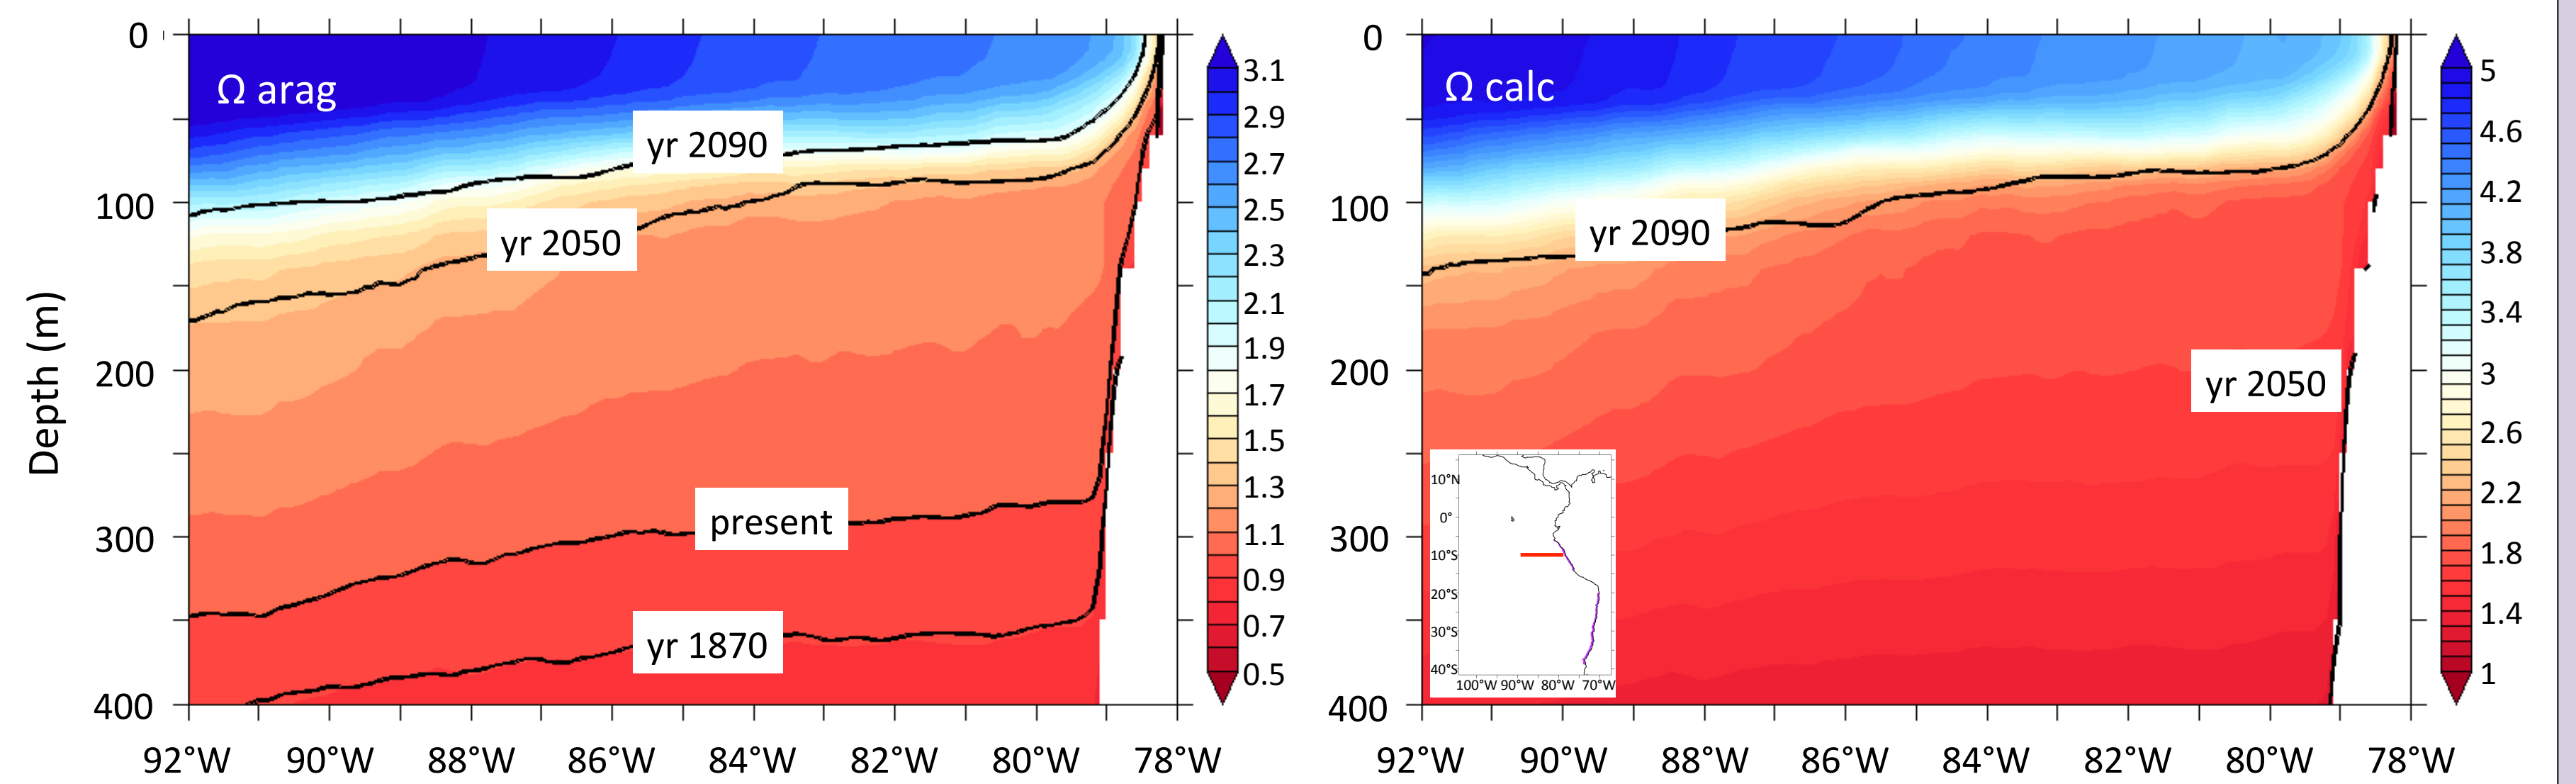 Ω arag
yr 2090
yr 2050
present
yr 1870
Depth (m)
0
100
200
300
400
92°W 90°W 88°W 86°W 84°W 82°W 80°W 78°W
3.1
2.9
2.7
2.5
2.3
2.1
1.9
1.7
1.5
1.3
1.1
0.9
0.7
0.5
Ω calc
yr 2090
yr 2050
0
100
200
300
400
92°W 90°W 88°W 86°W 84°W 82°W 80°W 78°W
10°N
0°
10°S
20°S
30°S
40°S
100°W 90°W 80°W 70°W
5
4.6
4.2
3.8
3.4
3
2.6
2.2
1.8
1.4
1